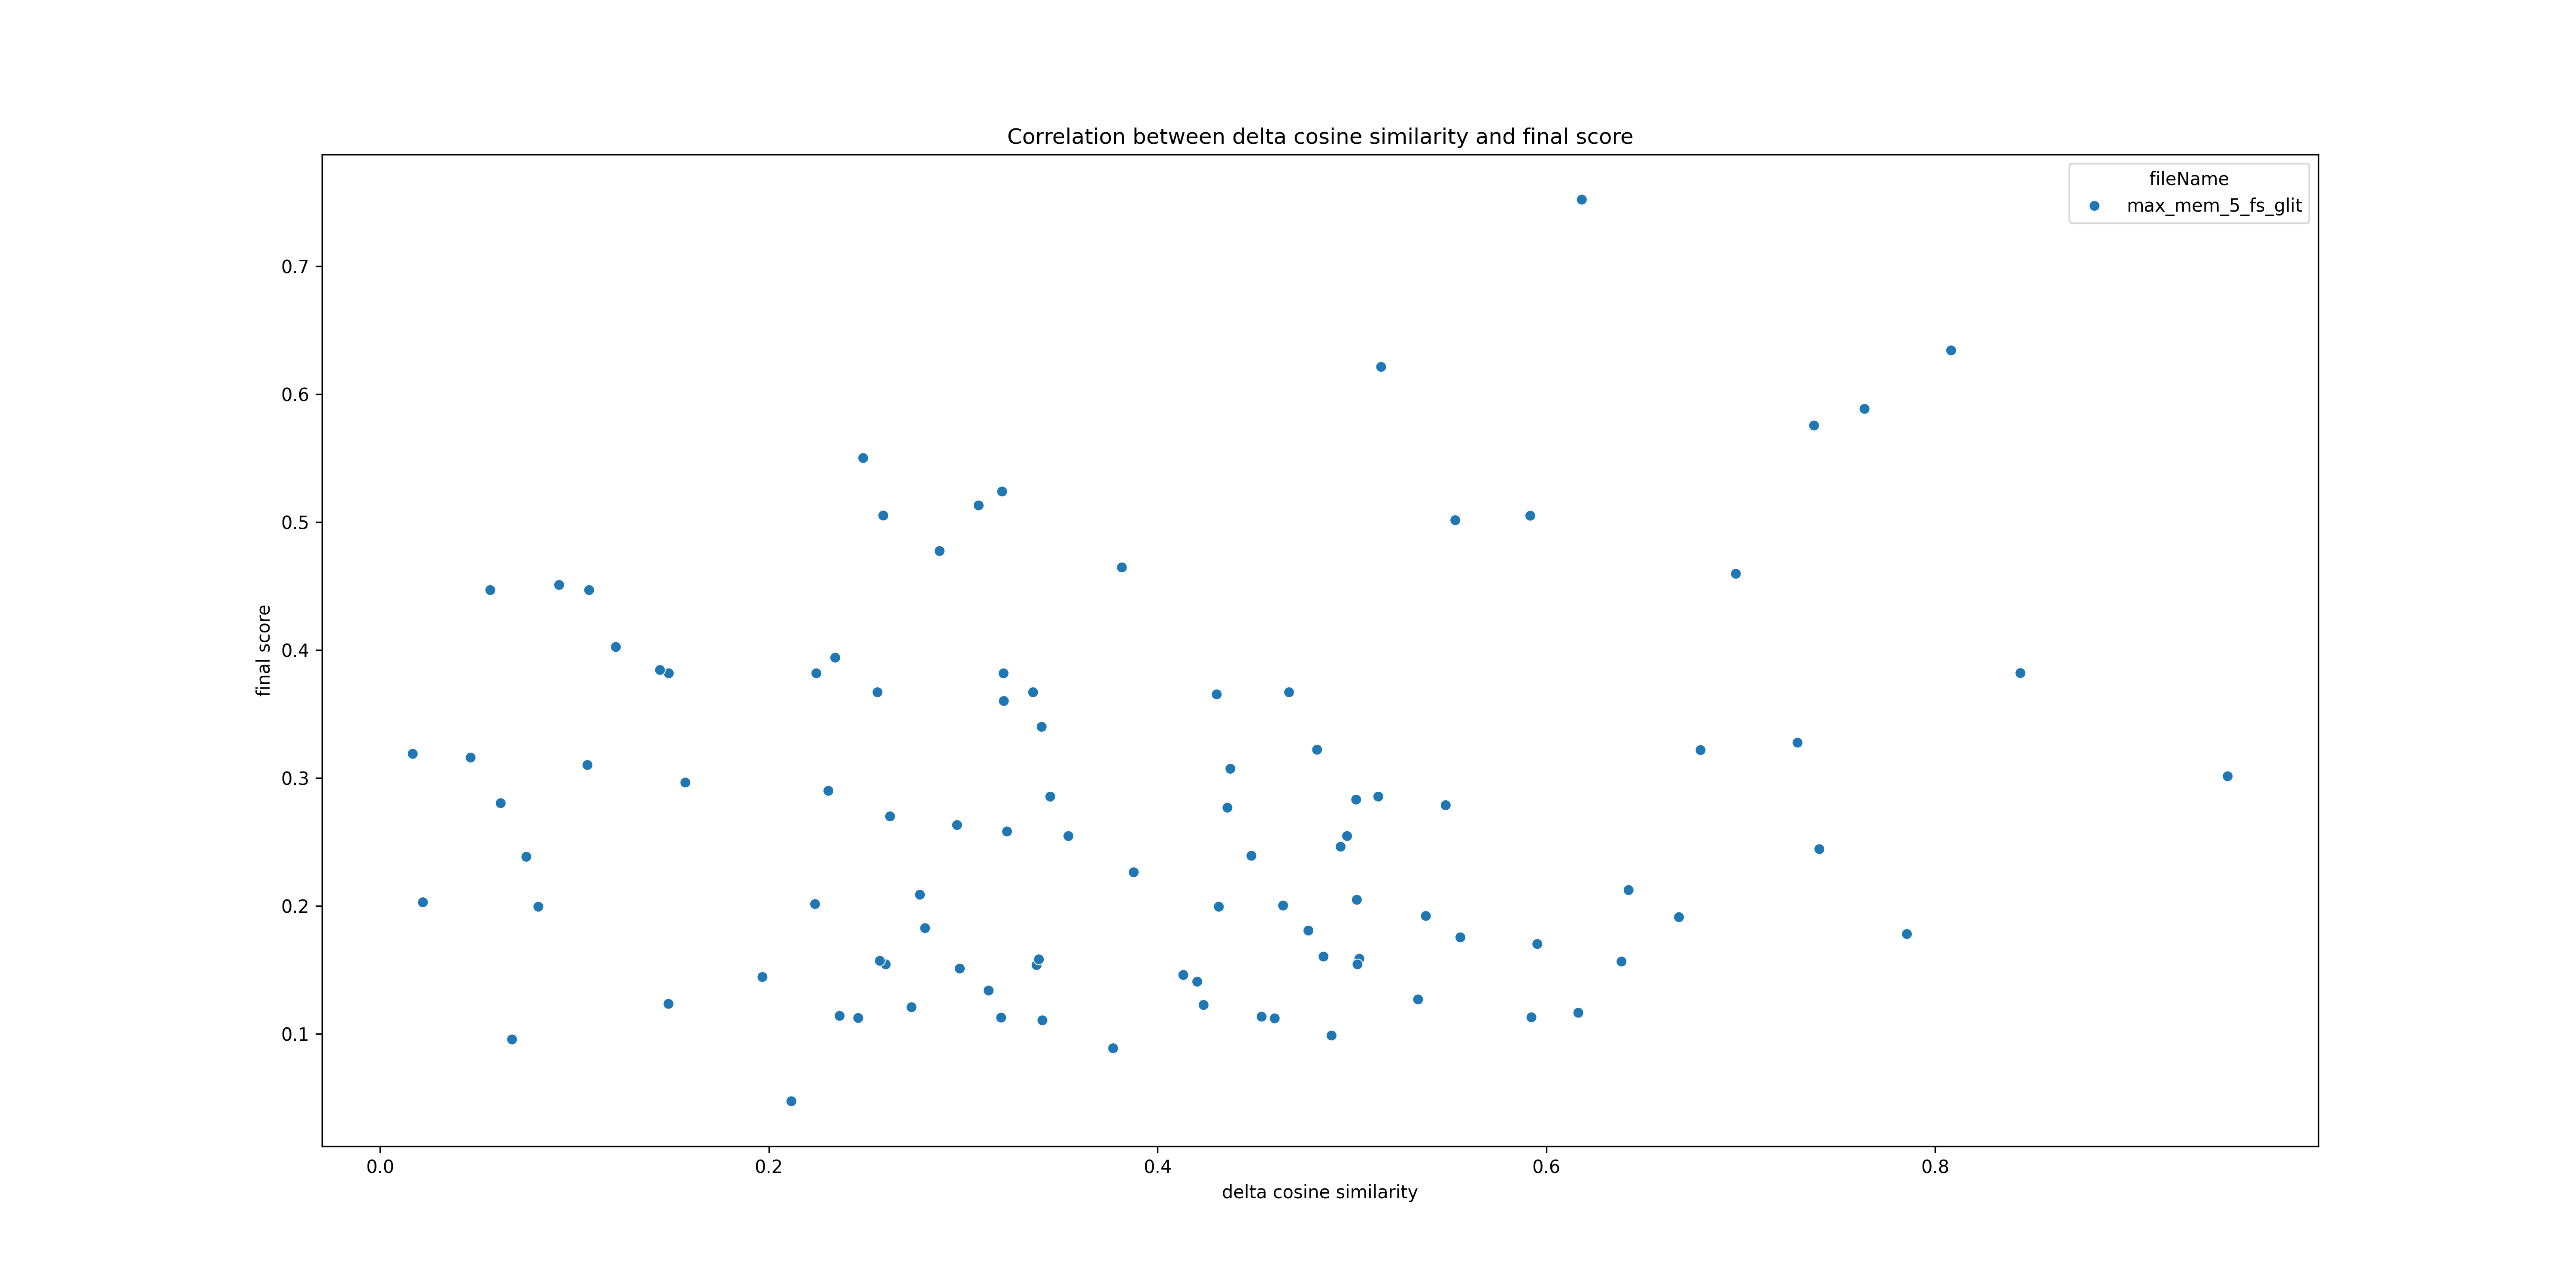 Correlation between delta cosine similarity and final score
fileName
max_mem_5_fs_glit
0.7
0.6
0.5
0.4
0.3
0.2
0.1
final score
0.0
0.2
0.4
0.6
0.8
delta cosine similarity